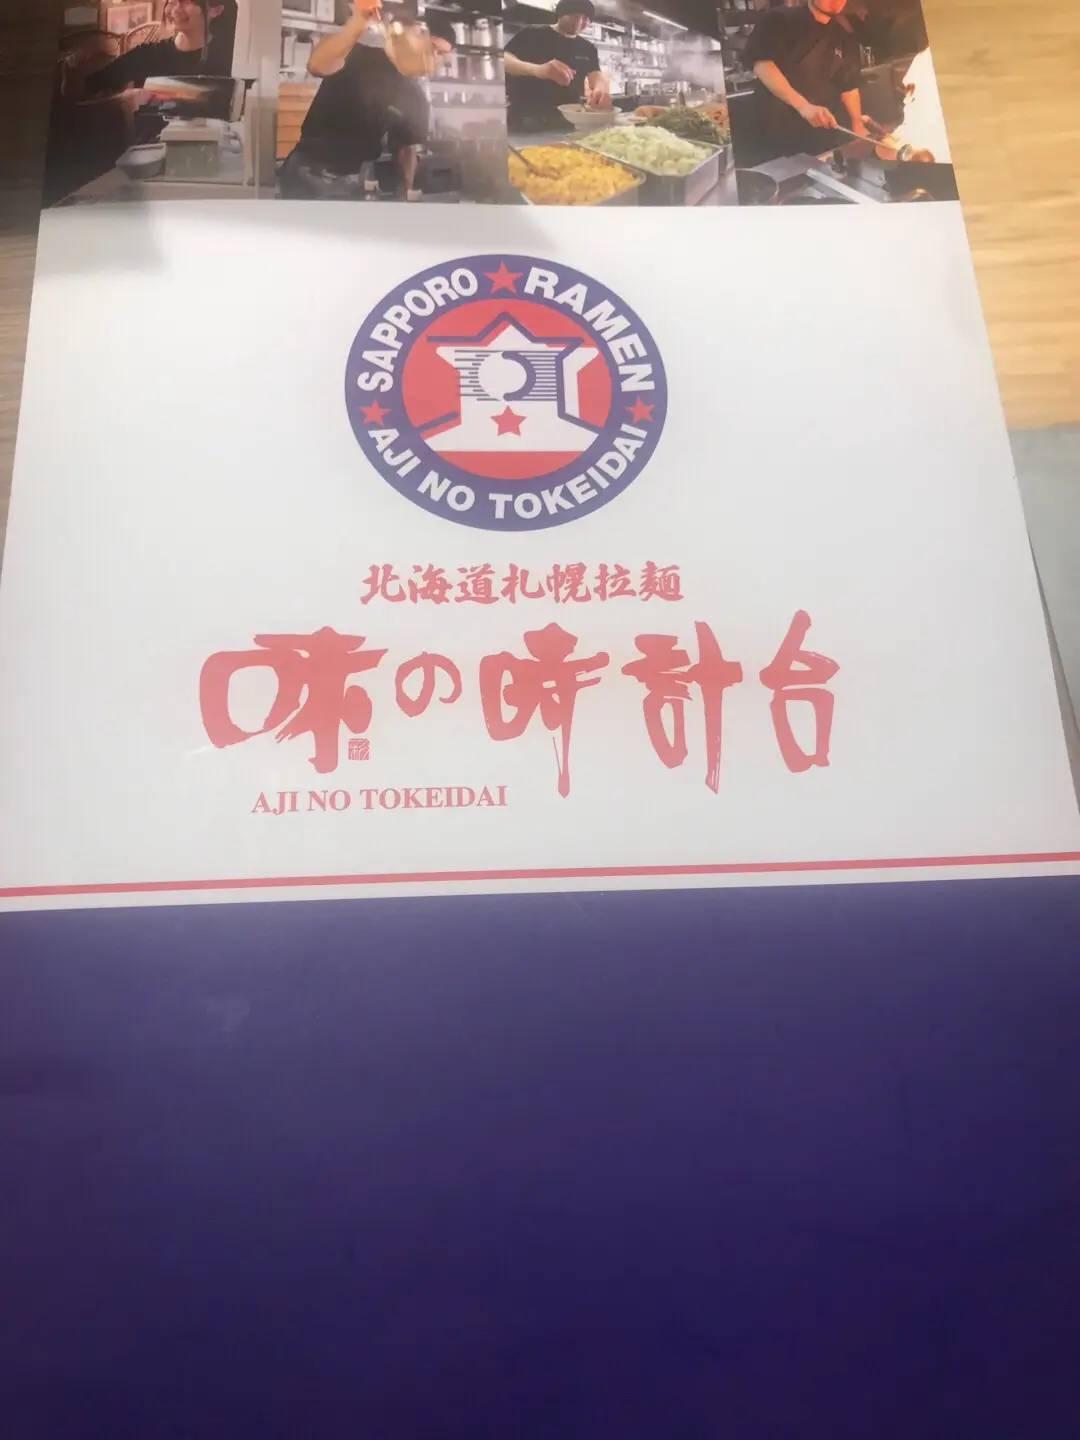 SAPPORO ★ RAMEN
★ AJI NO TOKEIDAI ★
北海道札幌拉麺
味の時計台
彩
AJI NO TOKEIDAI